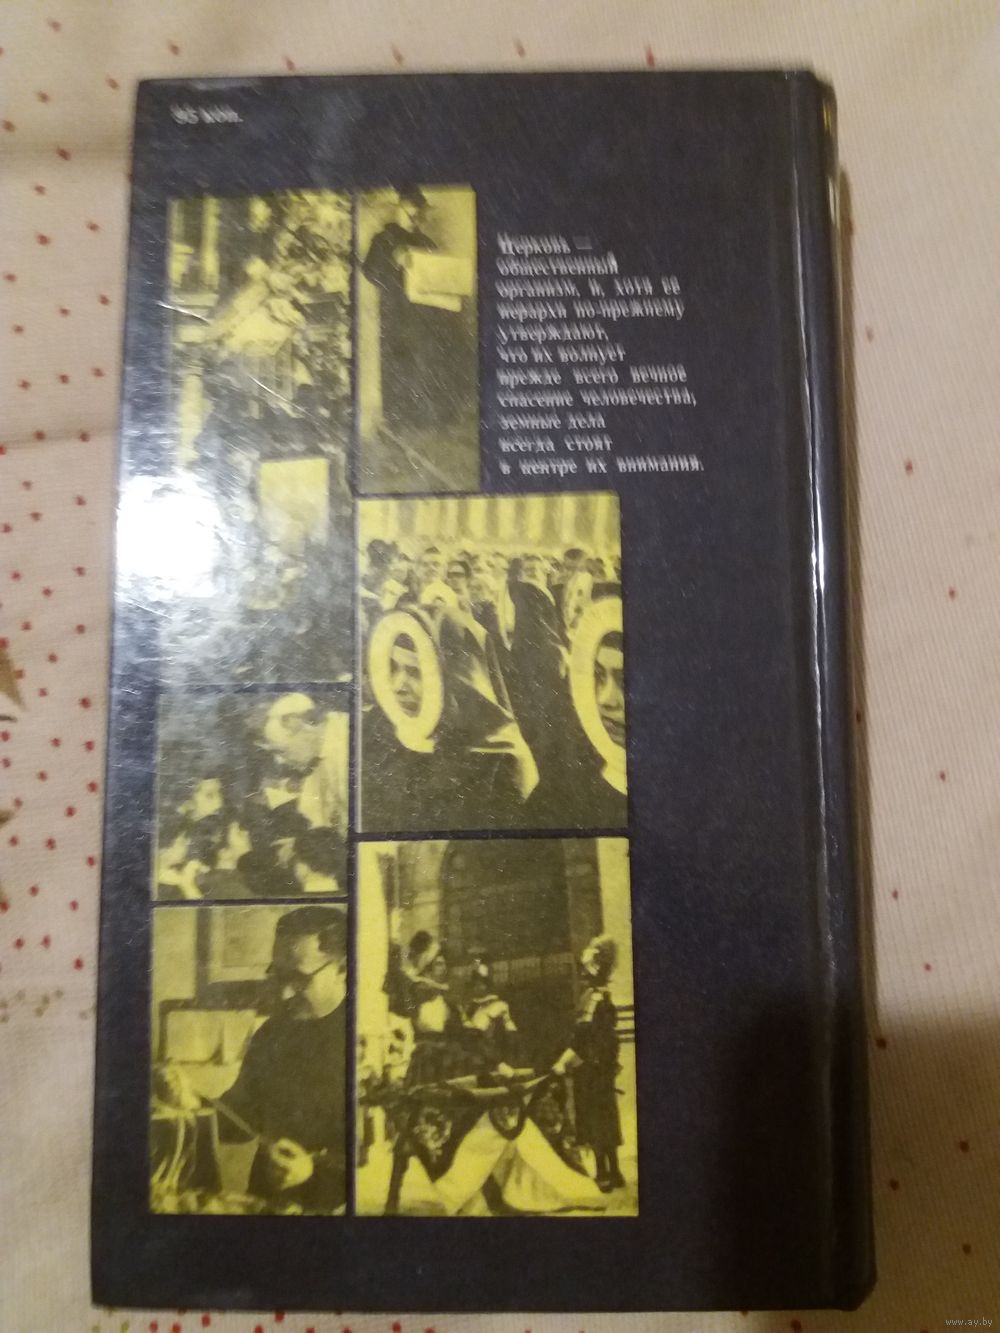 95 коп.
Церковь —
общественный
организм, и, хотя ее
иерархи по-прежнему
утверждают,
что их волнует
прежде всего вечное
спасение человечества,
земные дела
всегда стоят
в центре их внимания.
www.ay.by